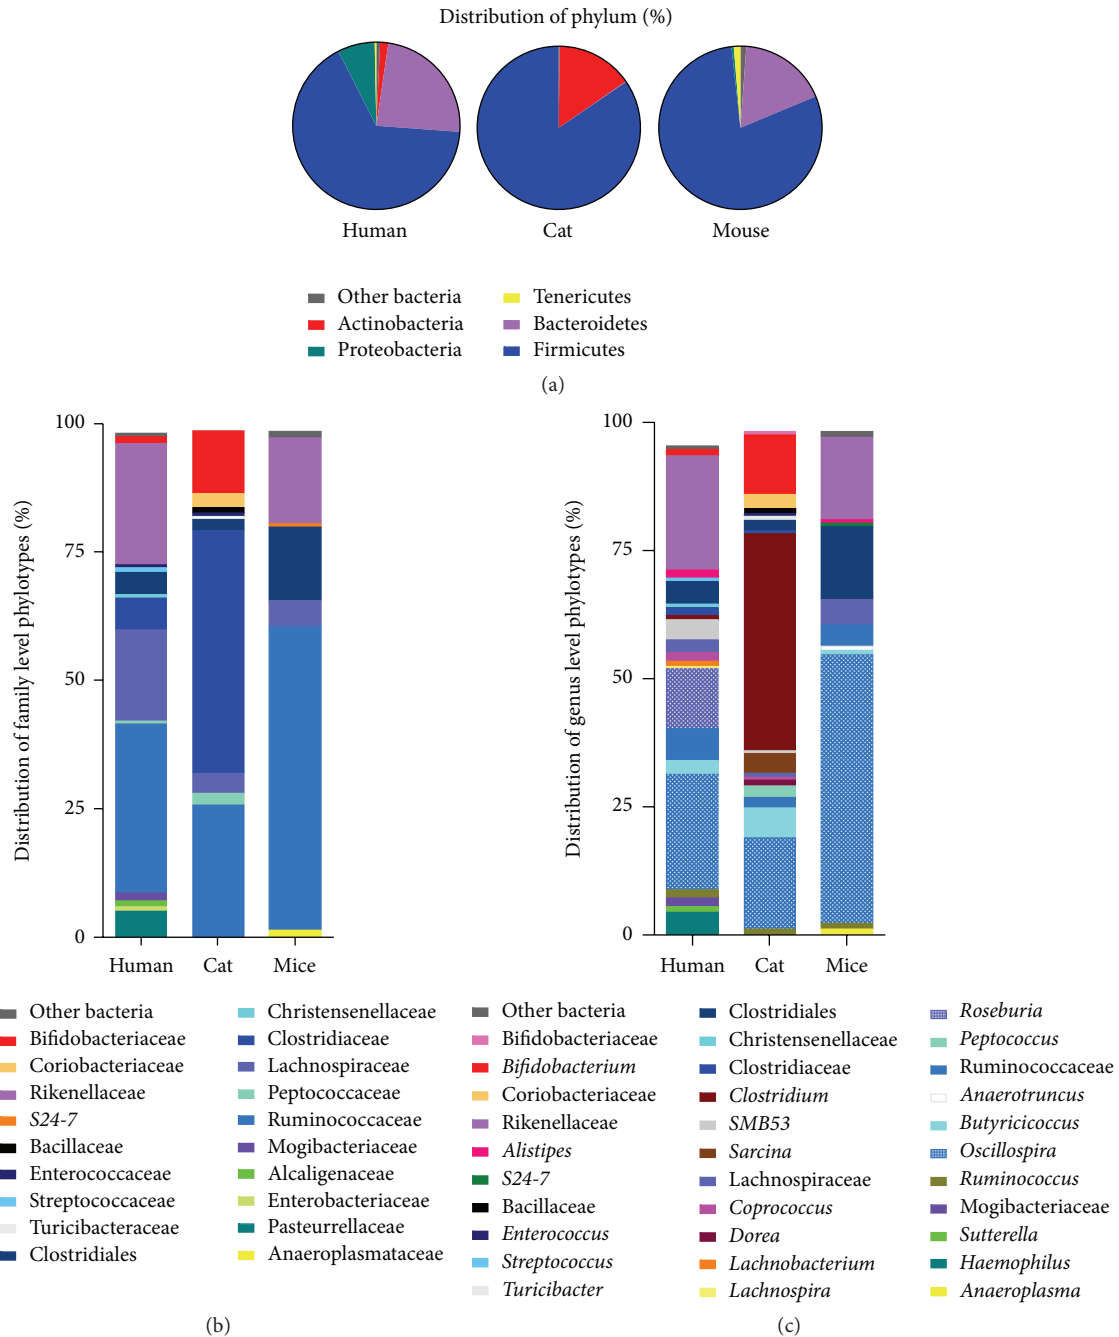 Distribution of phylum (%)
Human
Cat
Mouse
Other bacteria
Actinobacteria
Proteobacteria
Tenericutes
Bacteroidetes
Firmicutes
(a)
Distribution of family level phylotypes (%)
100
75
50
25
0
Human
Cat
Mice
Other bacteria
Bifidobacteriaceae
Coriobacteriaceae
Rikenellaceae
S24-7
Bacillaceae
Enterococcaceae
Streptococcaceae
Turicibacteraceae
Clostridiales
Christensenellaceae
Clostridiaceae
Lachnospiraceae
Peptococcaceae
Ruminococcaceae
Mogibacteriaceae
Alcaligenaceae
Enterobacteriaceae
Pasteurrellaceae
Anaeroplasmataceae
(b)
Distribution of genus level phylotypes (%)
100
75
50
25
0
Human
Cat
Mice
Other bacteria
Bifidobacteriaceae
Bifidobacterium
Coriobacteriaceae
Rikenellaceae
Alistipes
S24-7
Bacillaceae
Enterococcus
Streptococcus
Turicibacter
Clostridiales
Christensenellaceae
Clostridiaceae
Clostridium
SMB53
Sarcina
Lachnospiraceae
Coprococcus
Dorea
Lachnobacterium
Lachnospira
Roseburia
Peptococcus
Ruminococcaceae
Anaerotruncus
Butyricicoccus
Oscillospira
Ruminococcus
Mogibacteriaceae
Sutterella
Haemophilus
Anaeroplasma
(c)